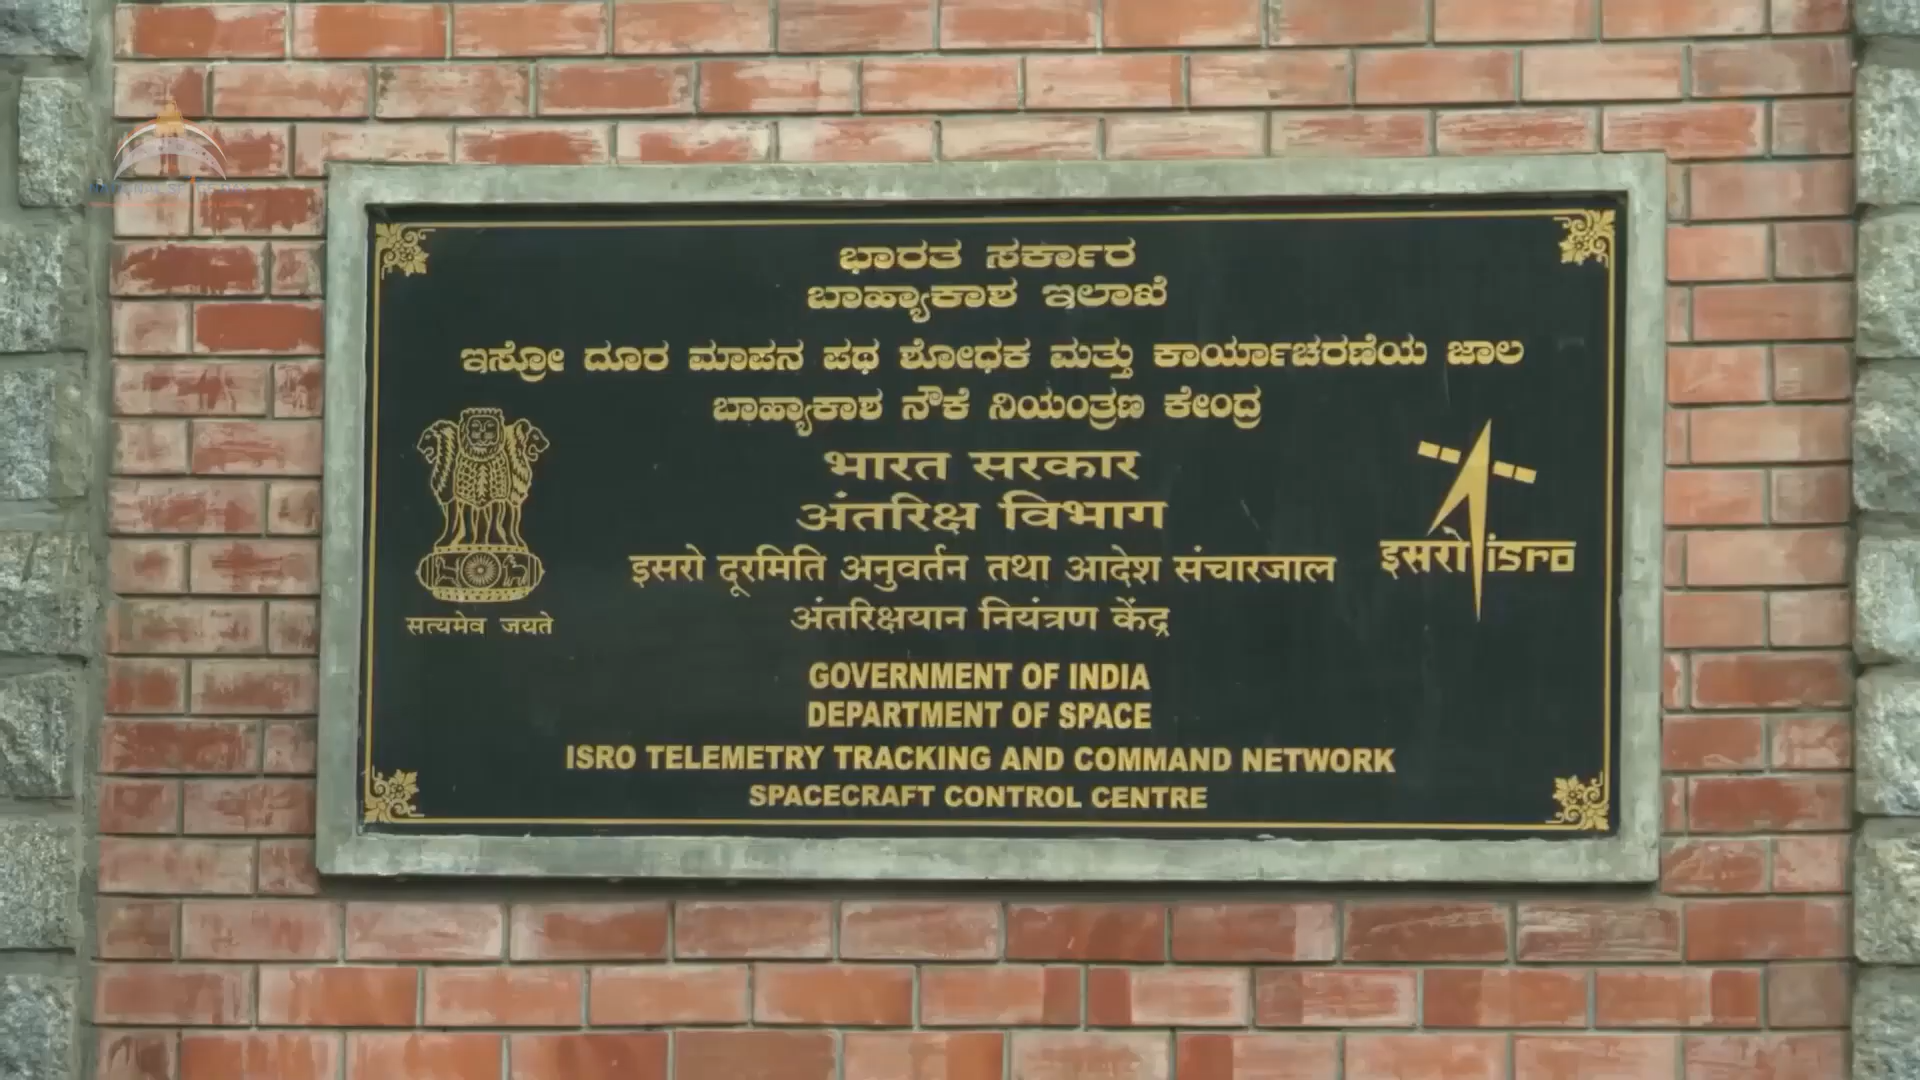 ಭಾರತ ಸರ್ಕಾರ
ಬಾಹ್ಯಾಕಾಶ ಇಲಾಖೆ
ಇಸ್ರೋ ದೂರ ಮಾಪನ ಪಥ ಶೋಧಕ ಮತ್ತು ಕಾರ್ಯಾಚರಣೆಯ ಜಾಲ
ಬಾಹ್ಯಾಕಾಶ ನೌಕೆ ನಿಯಂತ್ರಣ ಕೇಂದ್ರ
भारत सरकार
अंतरिक्ष विभाग
इसरो दूरमिति अनुवर्तन तथा आदेश संचारजाल
अंतरिक्षयान नियंत्रण केंद्र
सत्यमेव जयते
इसरो isro
GOVERNMENT OF INDIA
DEPARTMENT OF SPACE
ISRO TELEMETRY TRACKING AND COMMAND NETWORK
SPACECRAFT CONTROL CENTRE